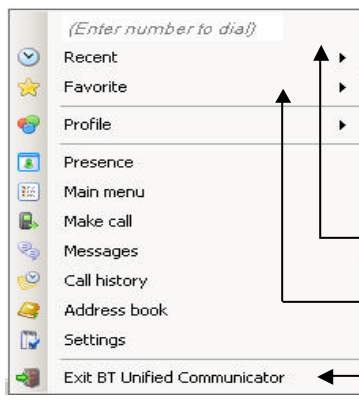 (Enter number to dial)
Recent
Favorite
Profile
Presence
Main menu
Make call
Messages
Call history
Address book
Settings
Exit BT Unified Communicator